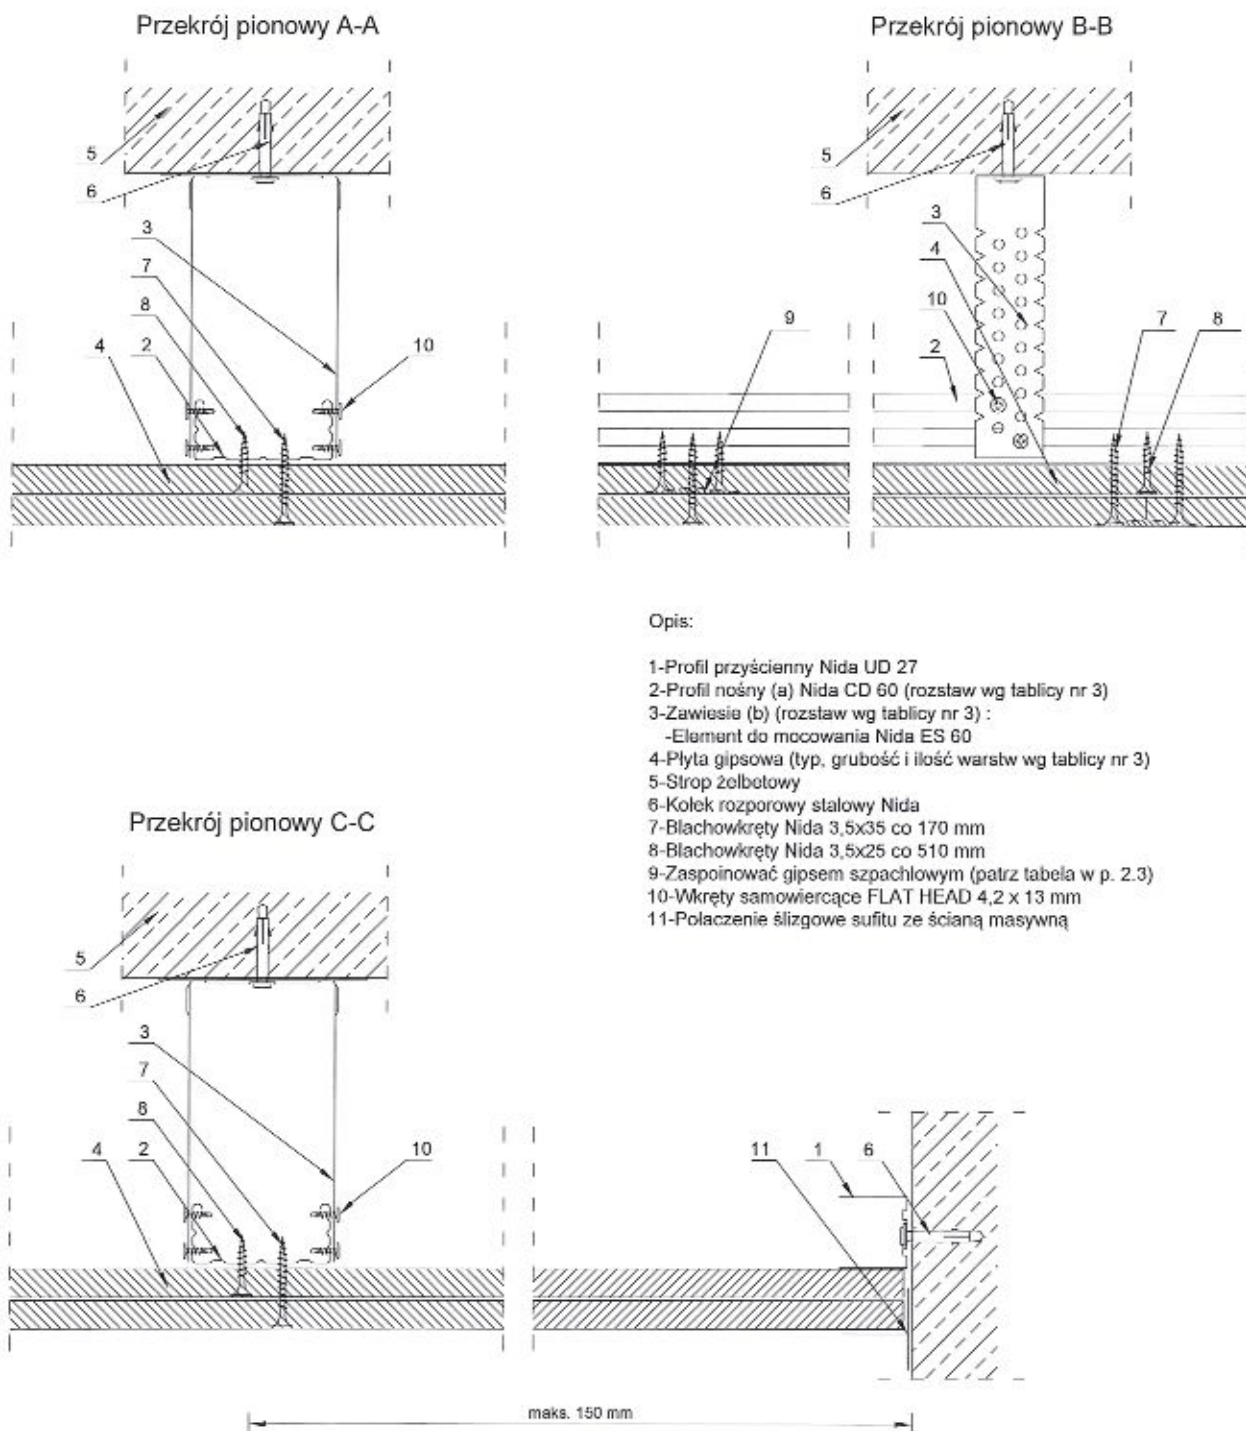 Przekrój pionowy A-A
5
6
3
7
8
4
2
10
Przekrój pionowy B-B
5
6
3
4
10
9
7
8
2
Opis:
1-Profil przyścienny Nida UD 27
2-Profil nośny (a) Nida CD 60 (rozstaw wg tablicy nr 3)
3-Zawiesie (b) (rozstaw wg tablicy nr 3) :
-Element do mocowania Nida ES 60
4-Płyta gipsowa (typ, grubość i ilość warstw wg tablicy nr 3)
5-Strop żelbetowy
6-Kołek rozporowy stalowy Nida
7-Blachowkręty Nida 3,5x35 co 170 mm
8-Blachowkręty Nida 3,5x25 co 510 mm
9-Zaspoinować gipsem szpachlowym (patrz tabela w p. 2.3)
10-Wkręty samowiercące FLAT HEAD 4,2 x 13 mm
11-Połaczenie ślizgowe sufitu ze ścianą masywną
Przekrój pionowy C-C
5
6
3
7
8
4
2
10
11
1
6
maks. 150 mm